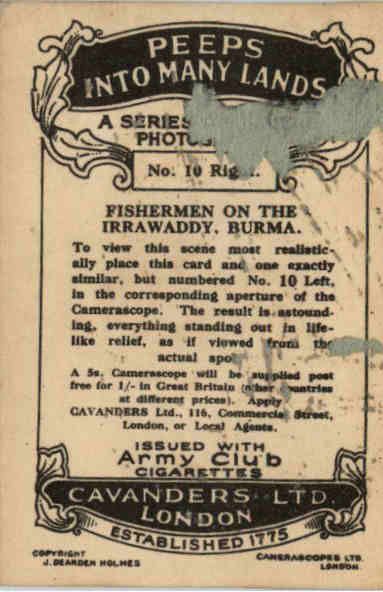 PEEPS
INTO MANY LANDS
A SERIES
No. 10
FISHERMEN ON THE
IRRAWADDY, BURMA.
To view this scene most realistic-
ally place this card and one exactly
similar, but numbered No. 10 Left,
in the corresponding aperture of the
Camerascope. The result is astound-
ing, everything standing out in life-
like relief, as if viewed from the
actual
A 5s. Camerascope will be supplied post
free for 1/- in Great Britain (other countries
at different prices). Apply
CAVANDERS Ltd., 116, Commercial Street,
London, or Local Agents.
ISSUED WITH
Army Club
CIGARETTES
CAVANDERS LTD.
LONDON
ESTABLISHED 1775
COPYRIGHT
J. DEARDEN HOLMES
CAMERASCOPES LTD.
LONDON